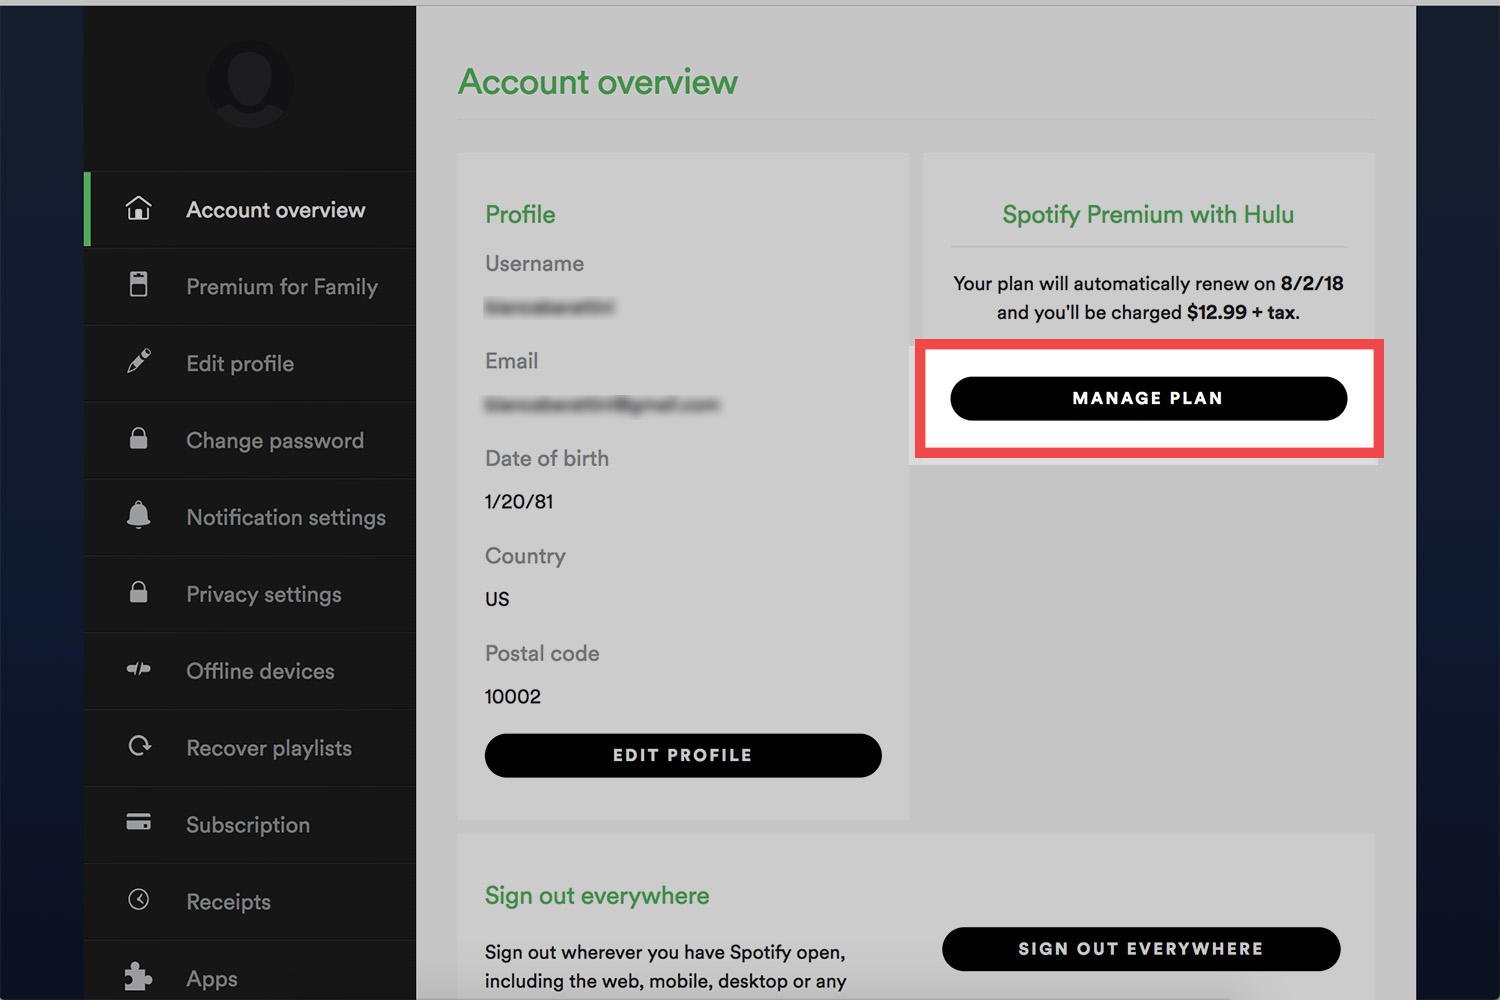 Account overview
Premium for Family
Edit profile
Change password
Notification settings
Privacy settings
Offline devices
Recover playlists
Subscription
Receipts
Apps
Account overview
Profile
Username
Email
Date of birth
1/20/81
Country
US
Postal code
10002
EDIT PROFILE
Spotify Premium with Hulu
Your plan will automatically renew on 8/2/18
and you'll be charged $12.99 + tax.
MANAGE PLAN
Sign out everywhere
Sign out wherever you have Spotify open,
including the web, mobile, desktop or any
SIGN OUT EVERYWHERE